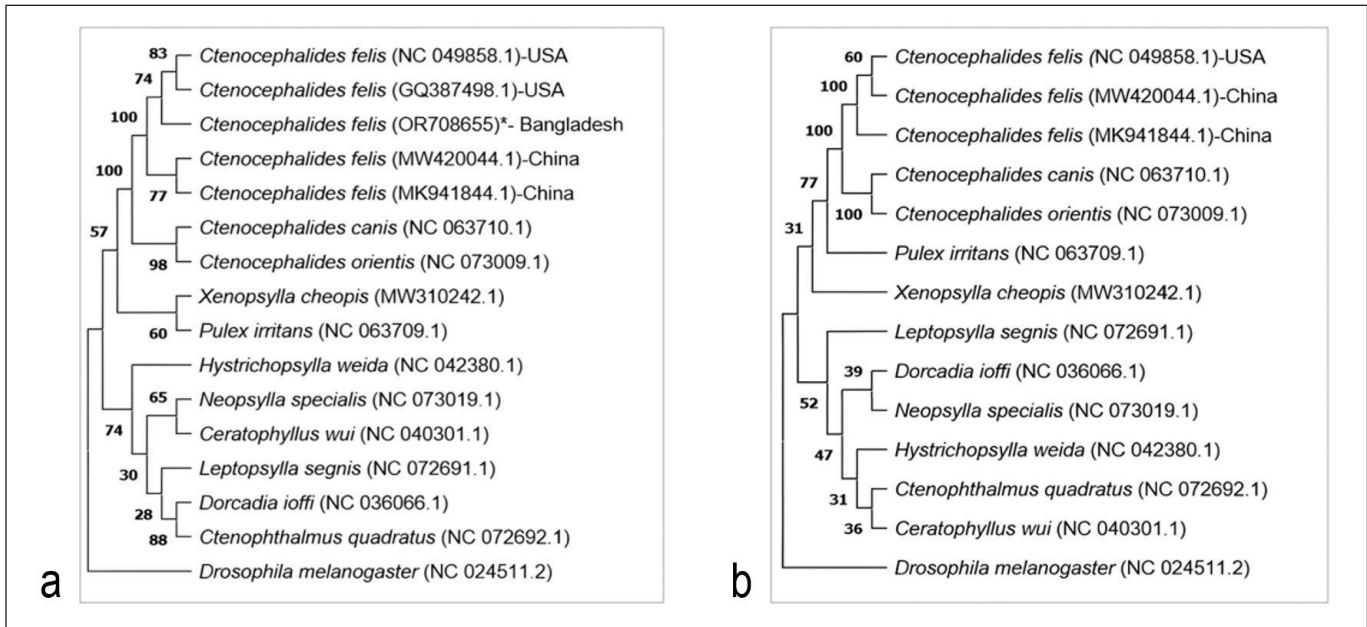 83
Ctenocephalides felis (NC 049858.1)-USA
74
Ctenocephalides felis (GQ387498.1)-USA
100
Ctenocephalides felis (OR708655)*- Bangladesh
Ctenocephalides felis (MW420044.1)-China
100
77
Ctenocephalides felis (MK941844.1)-China
57
Ctenocephalides canis (NC 063710.1)
98
Ctenocephalides orientis (NC 073009.1)
Xenopsylla cheopis (MW310242.1)
60
Pulex irritans (NC 063709.1)
Hystrichopsylla weida (NC 042380.1)
65
Neopsylla specialis (NC 073019.1)
74
Ceratophyllus wui (NC 040301.1)
30
Leptopsylla segnis (NC 072691.1)
Dorcadia ioffi (NC 036066.1)
28
88
Ctenophthalmus quadratus (NC 072692.1)
Drosophila melanogaster (NC 024511.2)
a
60
Ctenocephalides felis (NC 049858.1)-USA
100
Ctenocephalides felis (MW420044.1)-China
100
Ctenocephalides felis (MK941844.1)-China
77
Ctenocephalides canis (NC 063710.1)
100
Ctenocephalides orientis (NC 073009.1)
31
Pulex irritans (NC 063709.1)
Xenopsylla cheopis (MW310242.1)
Leptopsylla segnis (NC 072691.1)
39
Dorcadia ioffi (NC 036066.1)
52
Neopsylla specialis (NC 073019.1)
47
Hystrichopsylla weida (NC 042380.1)
31
Ctenophthalmus quadratus (NC 072692.1)
36
Ceratophyllus wui (NC 040301.1)
Drosophila melanogaster (NC 024511.2)
b